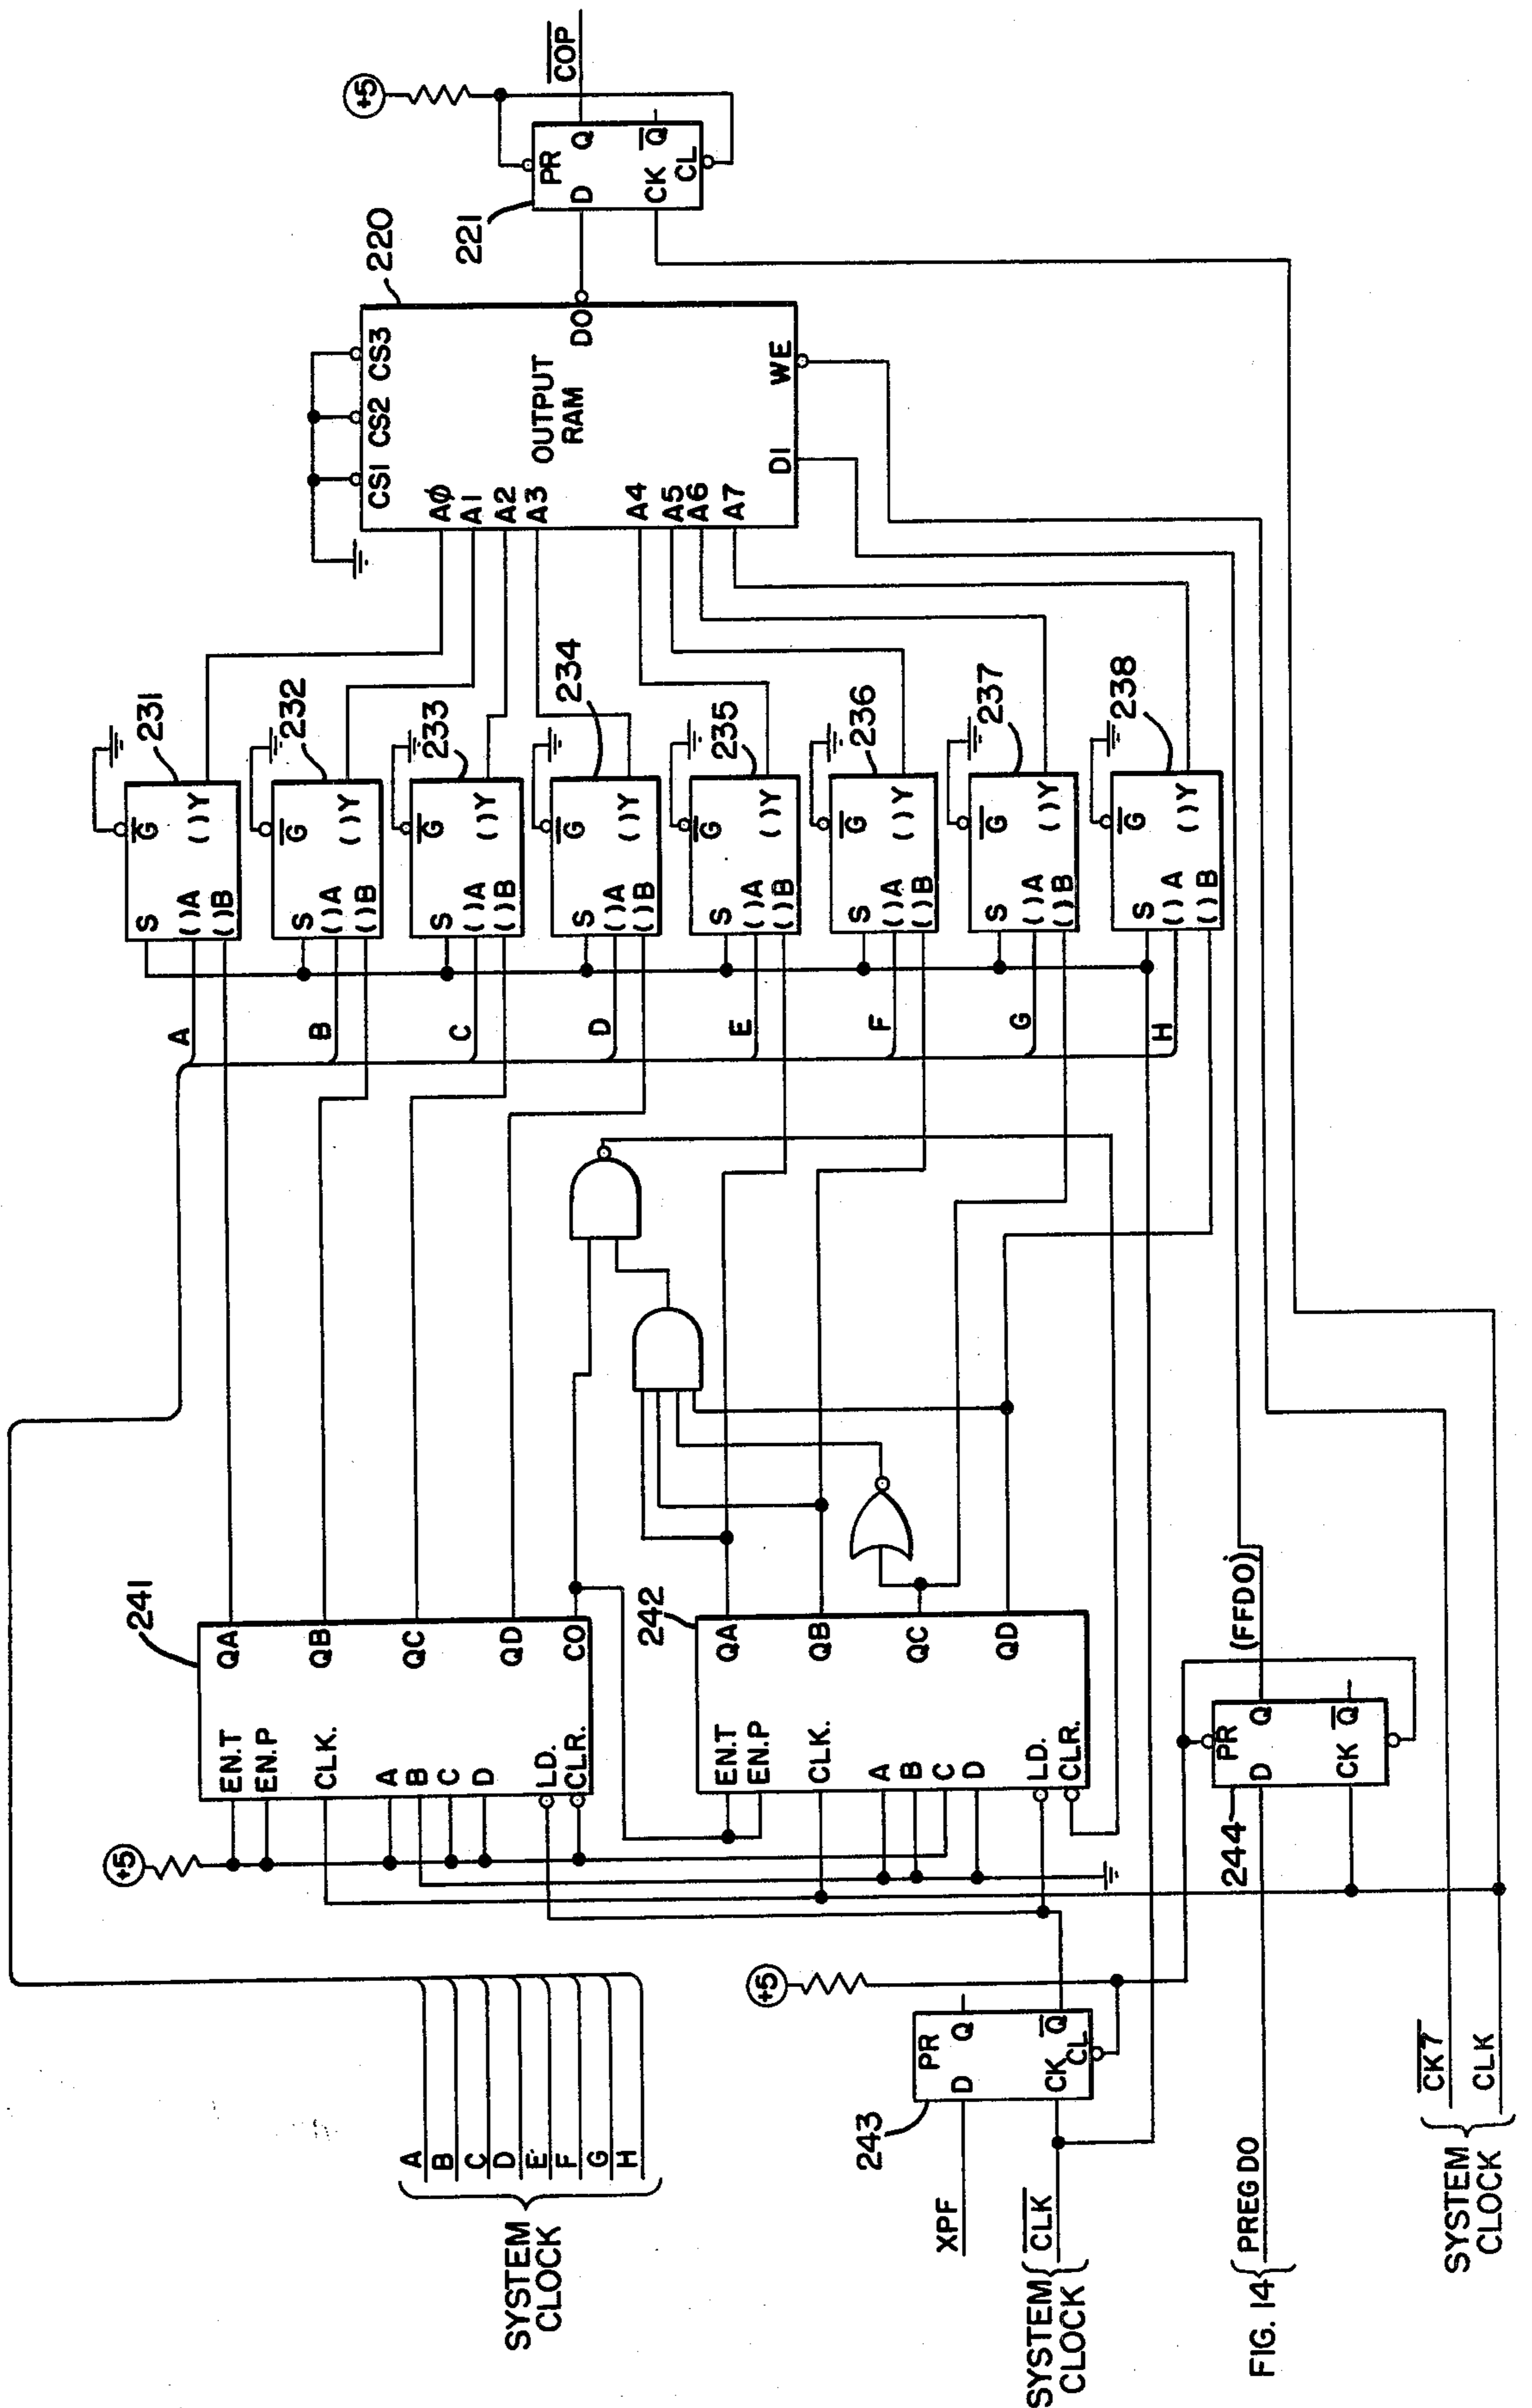 SYSTEM
CLOCK
A
B
C
D
E
F
G
H
XPF
SYSTEM
CLOCK
C̅L̅K̅
FIG. 14
PREG DO
SYSTEM
CLOCK
C̅K̅7̅
CLK
+5
241
EN.T
EN.P
CLK.
A
B
C
D
LD.
CLR.
QA
QB
QC
QD
CO
242
EN.T
EN.P
CLK.
A
B
C
D
LD.
CLR.
QA
QB
QC
QD
+5
243
PR
D
Q
CK
Q̅
CL
244
PR
D
Q
CK
Q̅
(FFDO)
A
B
C
D
E
F
G
H
231
S
G̅
( )A
( )B
( )Y
232
S
G̅
( )A
( )B
( )Y
233
S
G̅
( )A
( )B
( )Y
234
S
G̅
( )A
( )B
( )Y
235
S
G̅
( )A
( )B
( )Y
236
S
G̅
( )A
( )B
( )Y
237
S
G̅
( )A
( )B
( )Y
238
S
G̅
( )A
( )B
( )Y
220
CS1 CS2 CS3
AØ
A1
A2
A3
A4
A5
A6
A7
OUTPUT
RAM
DO
DI
WE
221
+5
PR
D
Q
CK
Q̅
CL
C̅O̅P̅